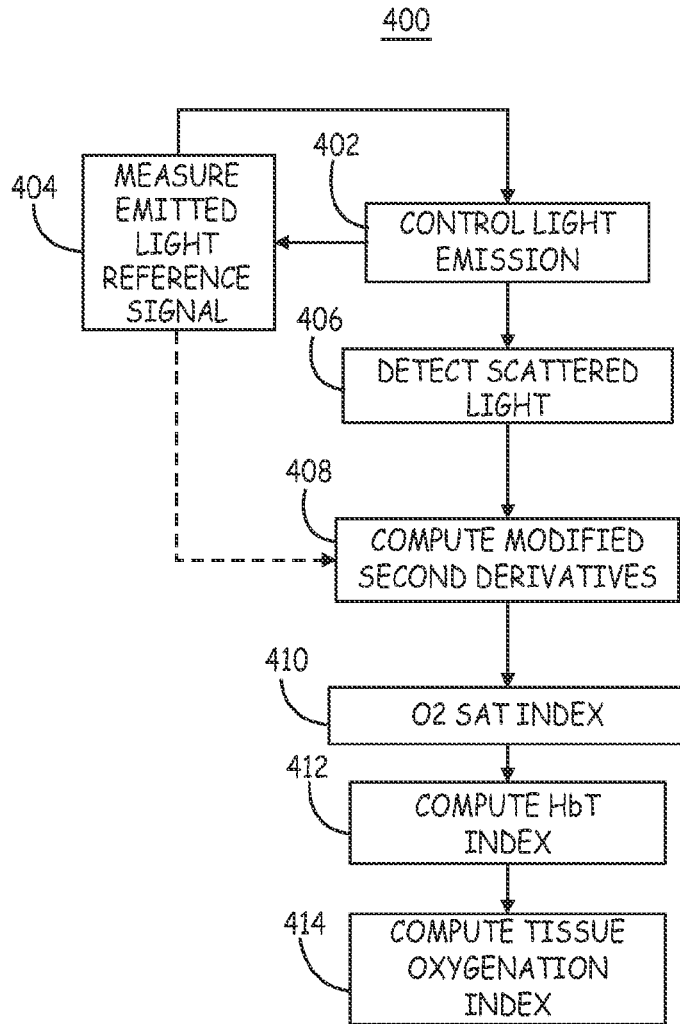 400
402
404
MEASURE
EMITTED
LIGHT
REFERENCE
SIGNAL
CONTROL LIGHT
EMISSION
406
DETECT SCATTERED
LIGHT
408
COMPUTE MODIFIED
SECOND DERIVATIVES
410
O2 SAT INDEX
412
COMPUTE HbT
INDEX
414
COMPUTE TISSUE
OXYGENATION
INDEX